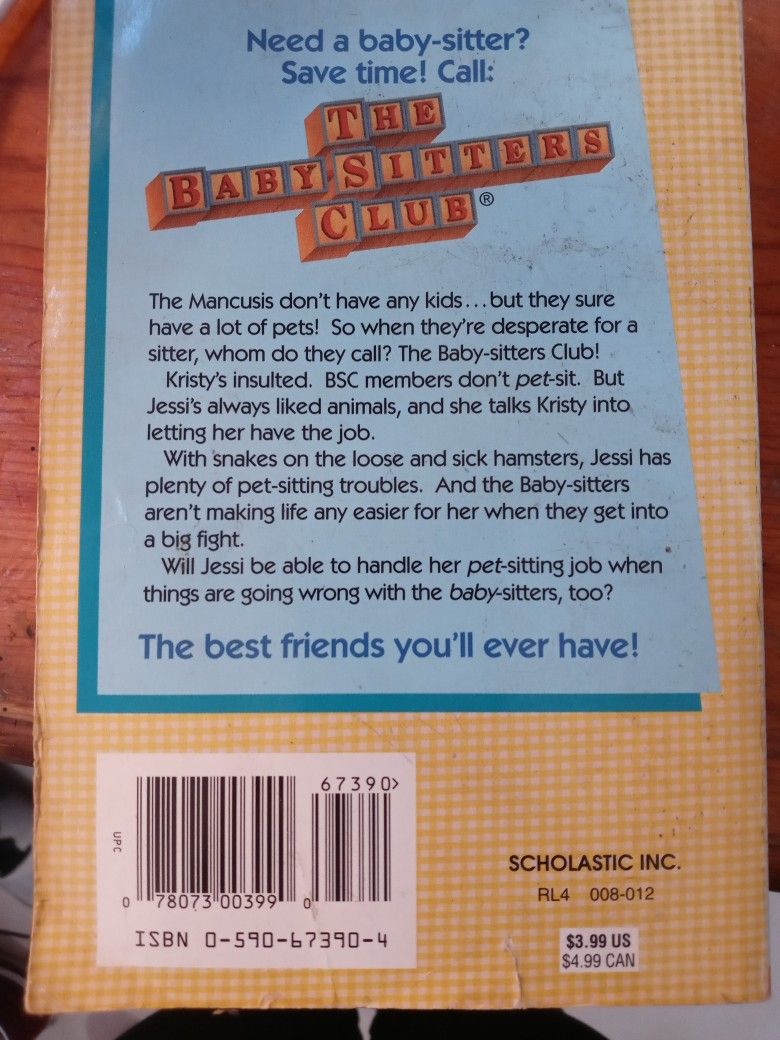 Need a baby-sitter?
Save time! Call:
THE
BABY-SITTERS
CLUB®
The Mancusis don't have any kids...but they sure
have a lot of pets! So when they're desperate for a
sitter, whom do they call? The Baby-sitters Club!
Kristy's insulted. BSC members don't pet-sit. But
Jessi's always liked animals, and she talks Kristy into
letting her have the job.
With snakes on the loose and sick hamsters, Jessi has
plenty of pet-sitting troubles. And the Baby-sitters
aren't making life any easier for her when they get into
a big fight.
Will Jessi be able to handle her pet-sitting job when
things are going wrong with the baby-sitters, too?
The best friends you'll ever have!
67390>
UPC
0 78073 00399 0
ISBN 0-590-67390-4
SCHOLASTIC INC.
RL4 008-012
$3.99 US
$4.99 CAN